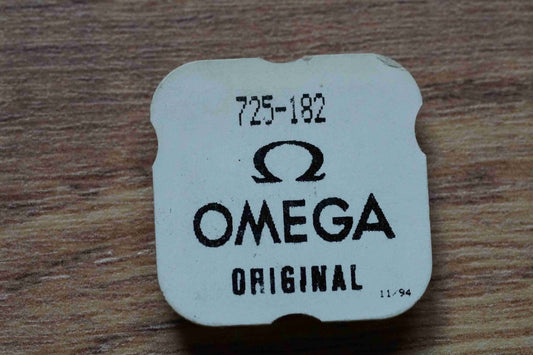 725-182
Ω
OMEGA
ORIGINAL
11/94